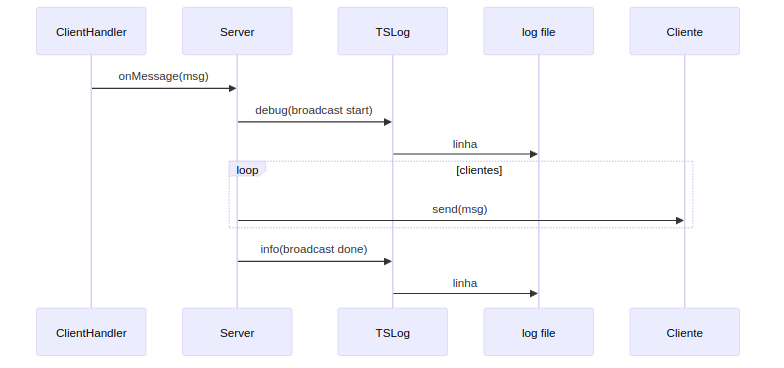 ClientHandler
Server
TSLog
log file
Cliente
onMessage(msg)
debug(broadcast start)
linha
loop
[clientes]
send(msg)
info(broadcast done)
linha
ClientHandler
Server
TSLog
log file
Cliente